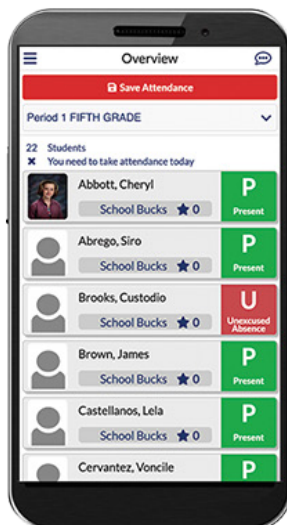 Overview
Save Attendance
Period 1 FIFTH GRADE
22 Students
You need to take attendance today
Abbott, Cheryl
School Bucks 0
P
Present
Abrego, Siro
School Bucks 0
P
Present
Brooks, Custodio
School Bucks 0
U
Unexcused
Absence
Brown, James
School Bucks 0
P
Present
Castellanos, Lela
School Bucks 0
P
Present
Cervantez, Voncile
P